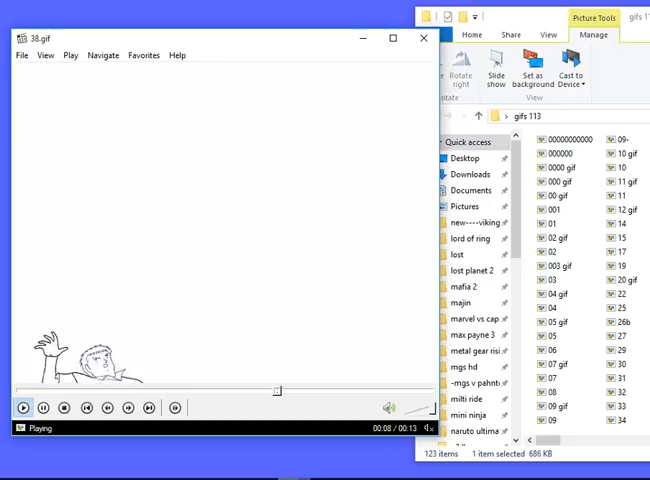 38.gif
File View Play Navigate Favorites Help
Playing
00:08 / 00:13
Picture Tools
gifs
Home Share View Manage
Rotate right
Slide show
Set as background
Cast to Device
View
gifs 113
Quick access
Desktop
Downloads
Documents
Pictures
new----viking
lord of ring
lost
lost planet 2
mafia 2
majin
marvel vs cap
max payne 3
metal gear risi
mgs hd
-mgs v pahnt
milti ride
mini ninja
naruto ultima
00000000000
000000
0000 gif
000 gif
00 gif
001
01
02 gif
02
003 gif
03
04 gif
04
05 gif
05
06
07 gif
07
08
09 gif
09
09-
10 gif
10
11 gif
11
12 gif
14
15
17
19
20 gif
22
25
26b
27
29
30
31
32
33
34
123 items 1 item selected 686 KB